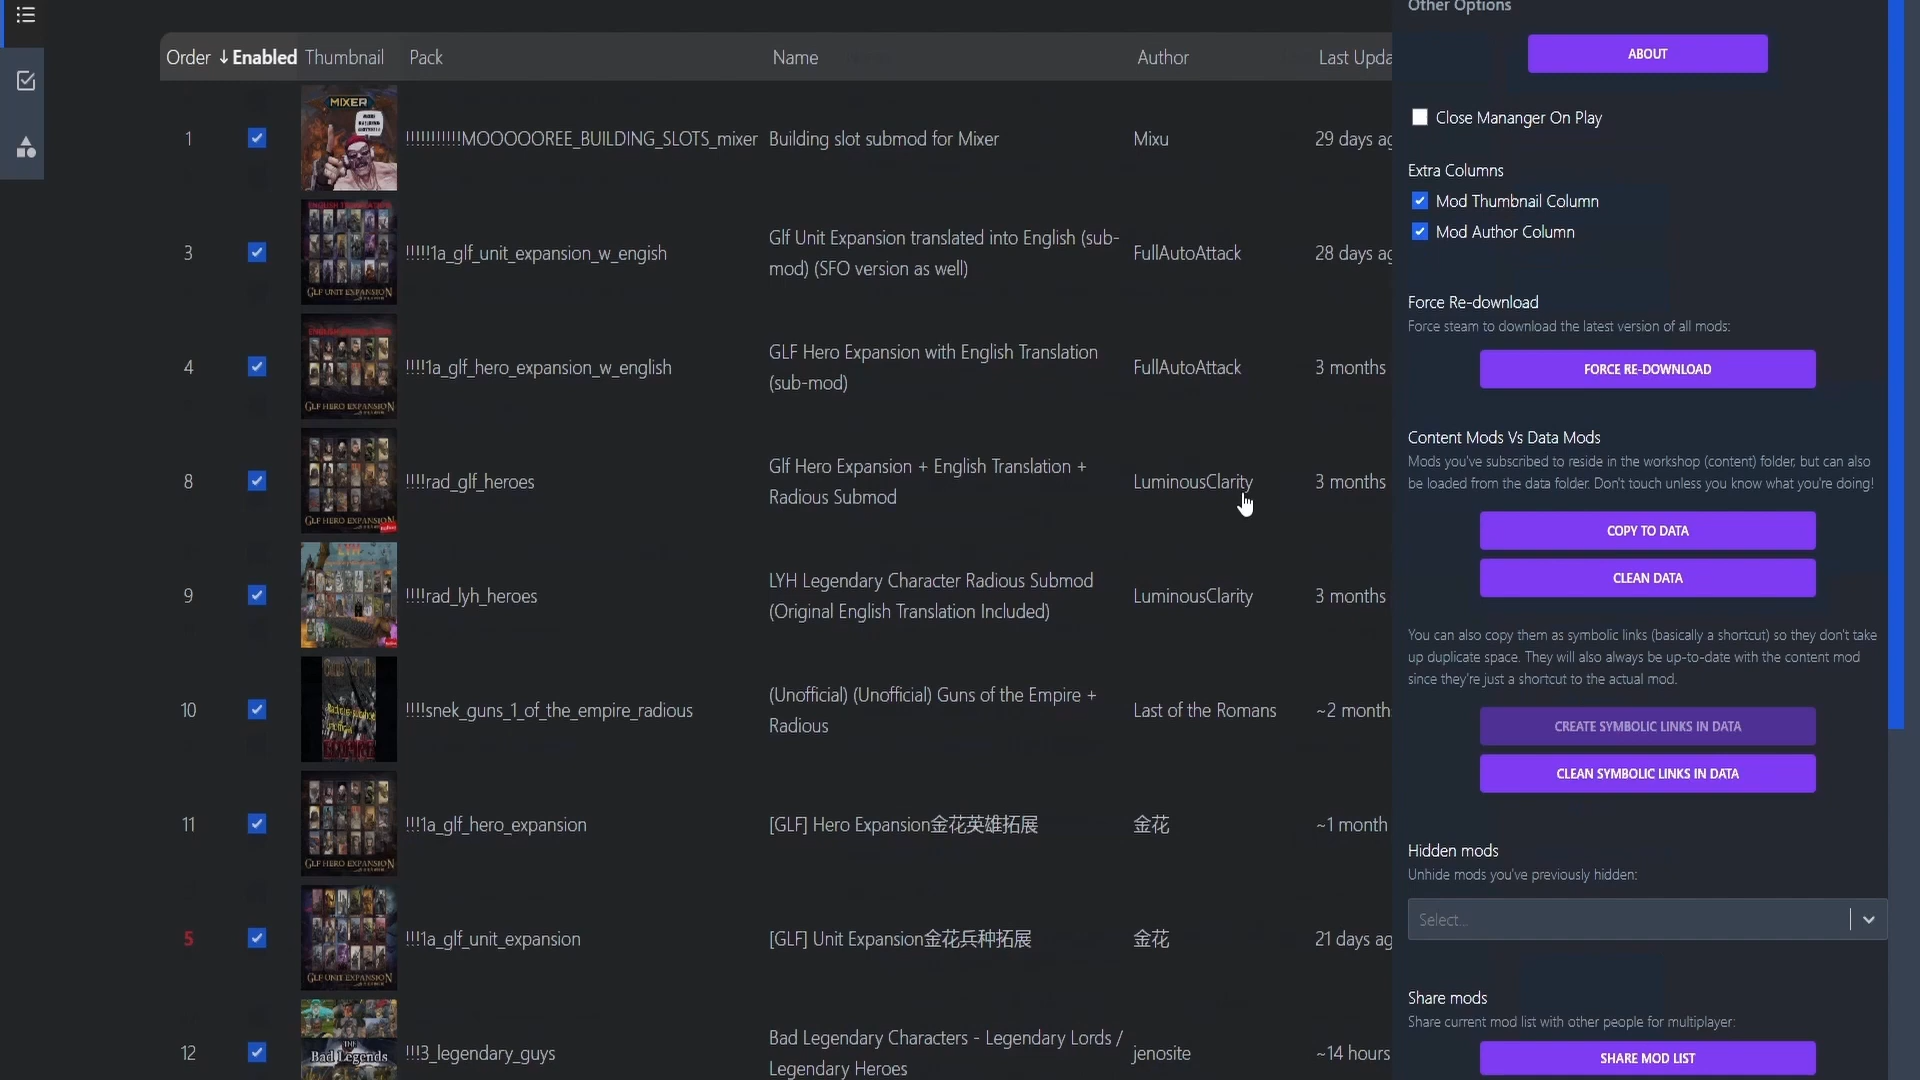 Other Options
Order ↓ Enabled Thumbnail Pack Name Author Last Upda
ABOUT
Close Mananger On Play
Extra Columns
Mod Thumbnail Column
Mod Author Column
Force Re-download
Force steam to download the latest version of all mods:
FORCE RE-DOWNLOAD
Content Mods Vs Data Mods
Mods you've subscribed to reside in the workshop (content) folder, but can also
be loaded from the data folder. Don't touch unless you know what you're doing!
COPY TO DATA
CLEAN DATA
You can also copy them as symbolic links (basically a shortcut) so they don't take
up duplicate space. They will also always be up-to-date with the content mod
since they're just a shortcut to the actual mod.
CREATE SYMBOLIC LINKS IN DATA
CLEAN SYMBOLIC LINKS IN DATA
Hidden mods
Unhide mods you've previously hidden:
Select...
Share mods
Share current mod list with other people for multiplayer:
SHARE MOD LIST
MIXER
1 !!!!!!!!!!!MOOOOOREE_BUILDING_SLOTS_mixer Building slot submod for Mixer Mixu 29 days ag
3 !!!!!1a_glf_unit_expansion_w_engish Glf Unit Expansion translated into English (sub-
mod) (SFO version as well) FullAutoAttack 28 days ag
GLF UNIT EXPANSION
4 !!!!1a_glf_hero_expansion_w_english GLF Hero Expansion with English Translation
(sub-mod) FullAutoAttack 3 months
GLF HERO EXPANSION
8 !!!!rad_glf_heroes Glf Hero Expansion + English Translation +
Radious Submod LuminousClarity 3 months
GLF HERO EXPANSION
9 !!!!rad_lyh_heroes LYH Legendary Character Radious Submod
(Original English Translation Included) LuminousClarity 3 months
10 !!!!snek_guns_1_of_the_empire_radious (Unofficial) (Unofficial) Guns of the Empire +
Radious Last of the Romans ~2 month
11 !!!1a_glf_hero_expansion [GLF] Hero Expansion金花英雄拓展 金花 ~1 month
GLF HERO EXPANSION
5 !!!1a_glf_unit_expansion [GLF] Unit Expansion金花兵种拓展 金花 21 days ag
GLF UNIT EXPANSION
12 !!!3_legendary_guys Bad Legendary Characters - Legendary Lords /
Legendary Heroes jenosite ~14 hours
Bad Legends